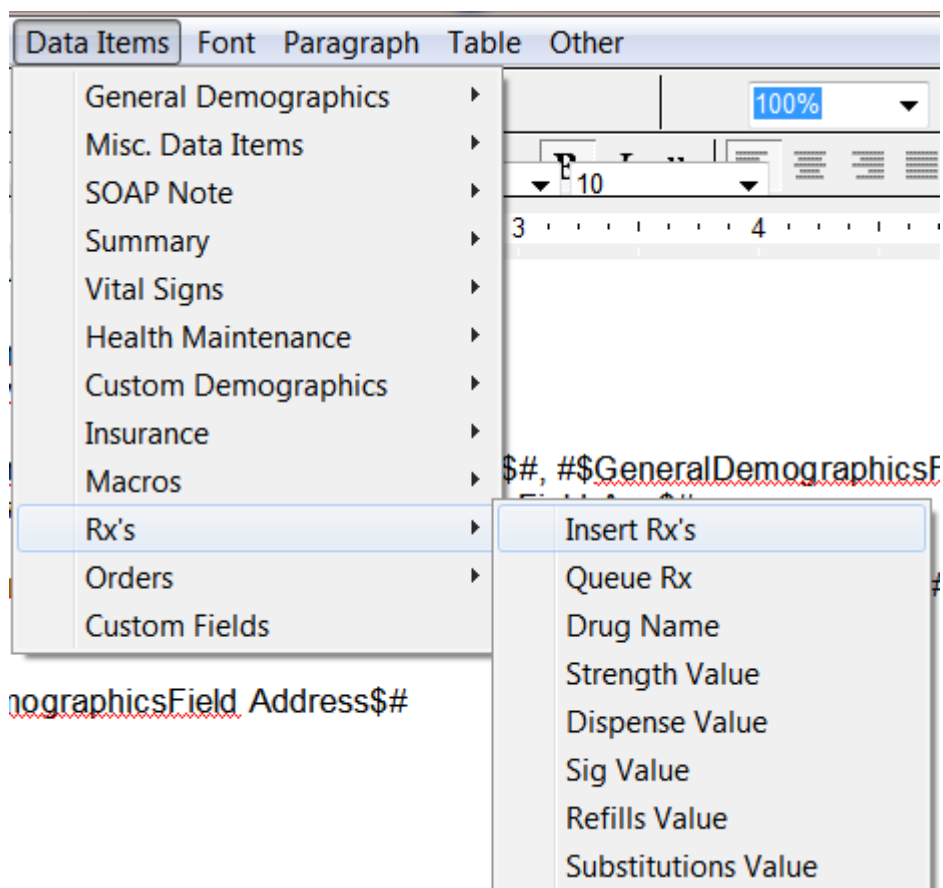 Data Items Font Paragraph Table Other
General Demographics
100%
Misc. Data Items
SOAP Note
10
Summary
3 4
Vital Signs
Health Maintenance
Custom Demographics
Insurance
Macros
$#, #$GeneralDemographicsF
Rx's
Insert Rx's
Orders
Queue Rx
#
Custom Fields
Drug Name
Strength Value
nographicsField Address$#
Dispense Value
Sig Value
Refills Value
Substitutions Value